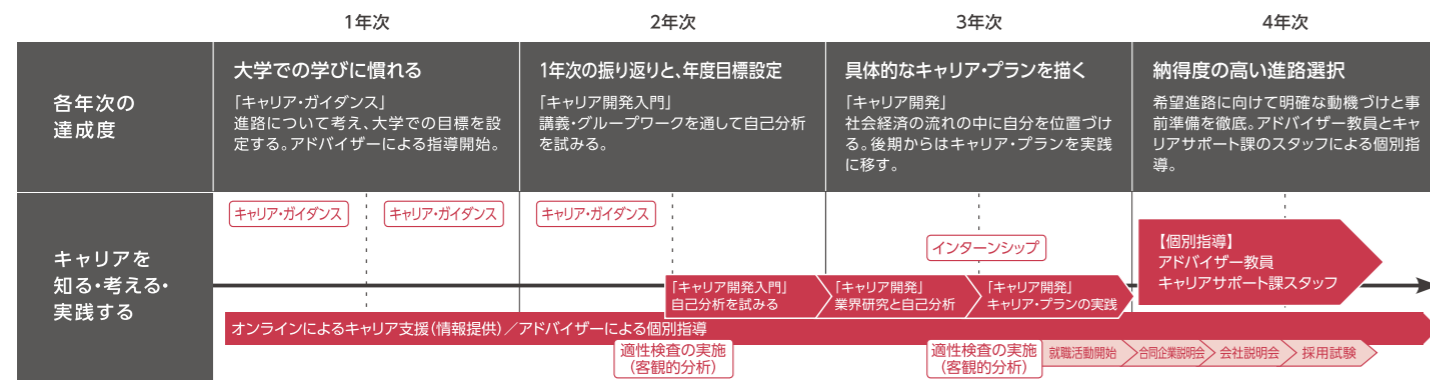 1年次
2年次
3年次
4年次
各年次の
達成度
大学での学びに慣れる
「キャリア・ガイダンス」
進路について考え、大学での目標を設
定する。アドバイザーによる指導開始。
1年次の振り返りと、年度目標設定
「キャリア開発入門」
講義・グループワークを通して自己分析
を試みる。
具体的なキャリア・プランを描く
「キャリア開発」
社会経済の流れの中に自分を位置づけ
る。後期からはキャリア・プランを実践
に移す。
納得度の高い進路選択
希望進路に向けて明確な動機づけと事
前準備を徹底。アドバイザー教員とキャ
リアサポート課のスタッフによる個別指
導。
キャリアを
知る・考える・
実践する
キャリア・ガイダンス
キャリア・ガイダンス
キャリア・ガイダンス
インターンシップ
「キャリア開発入門」
自己分析を試みる
「キャリア開発」
業界研究と自己分析
「キャリア開発」
キャリア・プランの実践
【個別指導】
アドバイザー教員
キャリアサポート課スタッフ
オンラインによるキャリア支援(情報提供)/アドバイザーによる個別指導
適性検査の実施
(客観的分析)
適性検査の実施
(客観的分析)
就職活動開始
合同企業説明会
会社説明会
採用試験